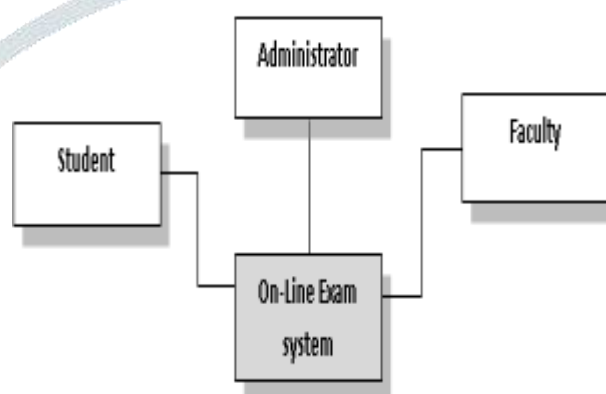 Administrator
Faculty
Student
On-Line Exam
system